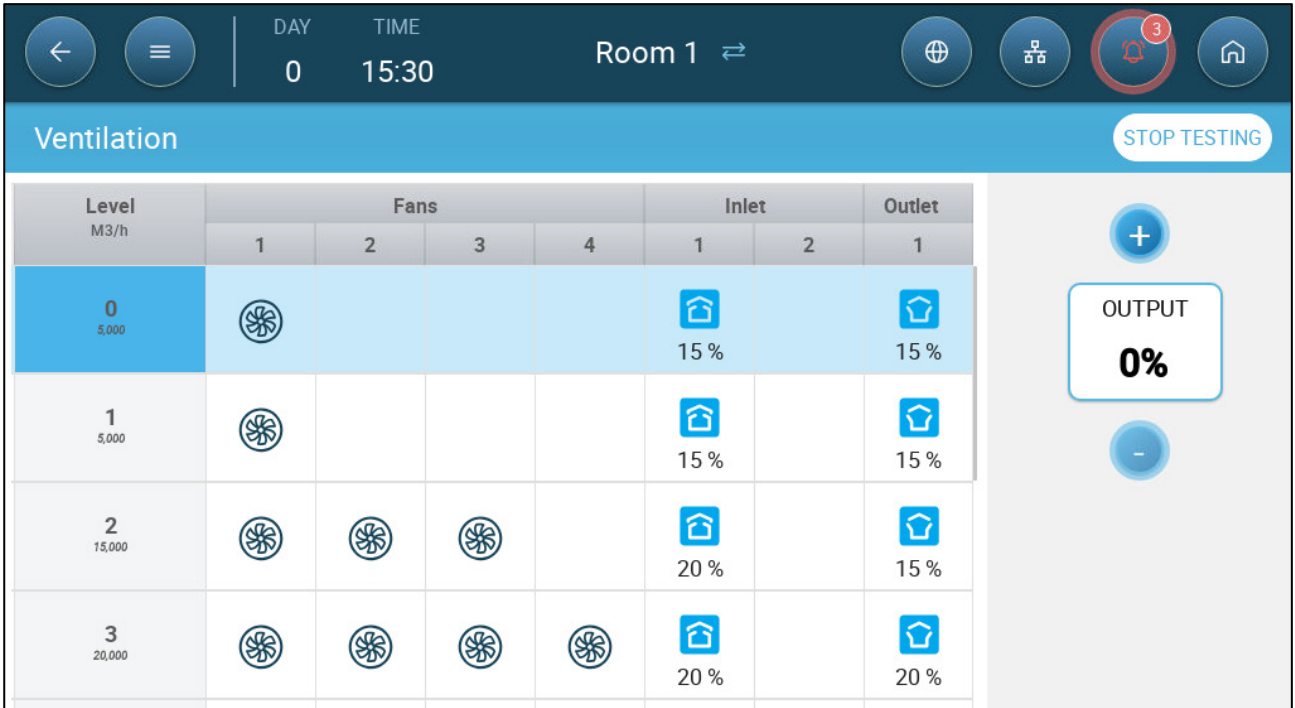 DAY TIME
0 15:30
Room 1
3
Ventilation
STOP TESTING
Level Fans Inlet Outlet
M3/h
1 2 3 4 1 2 1
0
5,000
15 % 15 %
1
5,000
15 % 15 %
2
15,000
20 % 15 %
3
20,000
20 % 20 %
+
OUTPUT
0%
-